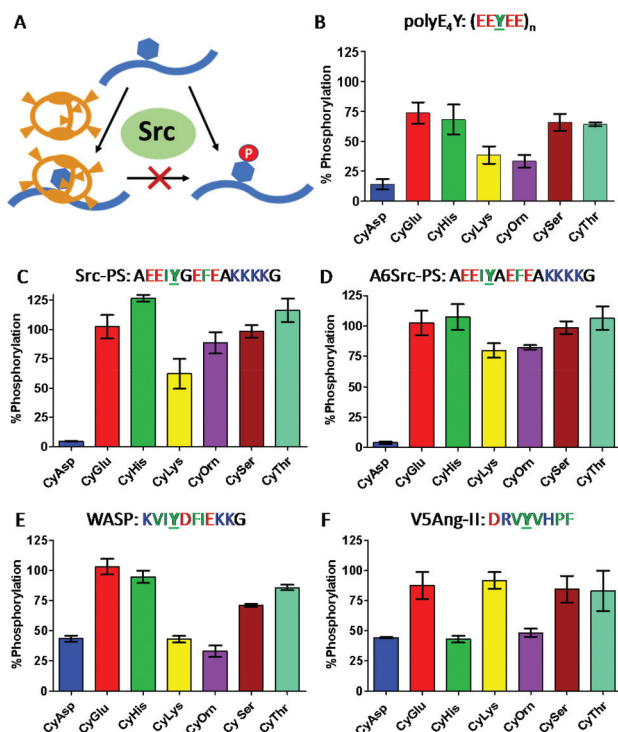 A
Src
P
B
polyE₄Y: (EEYEE)ₙ
% Phosphorylation
125
100
75
50
25
0
CyAsp
CyGlu
CyHis
CyLys
CyOrn
CySer
CyThr
C
Src-PS: AEEIYGEFEAKKKKG
%Phosphorylation
125
100
75
50
25
0
CyAsp
CyGlu
CyHis
CyLys
CyOrn
CySer
CyThr
D
A6Src-PS: AEEIYAEFEAKKKKG
%Phosphorylation
125
100
75
50
25
0
CyAsp
CyGlu
CyHis
CyLys
CyOrn
CySer
CyThr
E
WASP: KVIYDFIEKKG
%Phosphorylation
125
100
75
50
25
0
CyAsp
CyGlu
CyHis
CyLys
CyOrn
Cy Ser
CyThr
F
V5Ang-II: DRVYVHPF
%Phosphorylation
125
100
75
50
25
0
CyAsp
CyGlu
CyHis
CyLys
CyOrn
CySer
CyThr